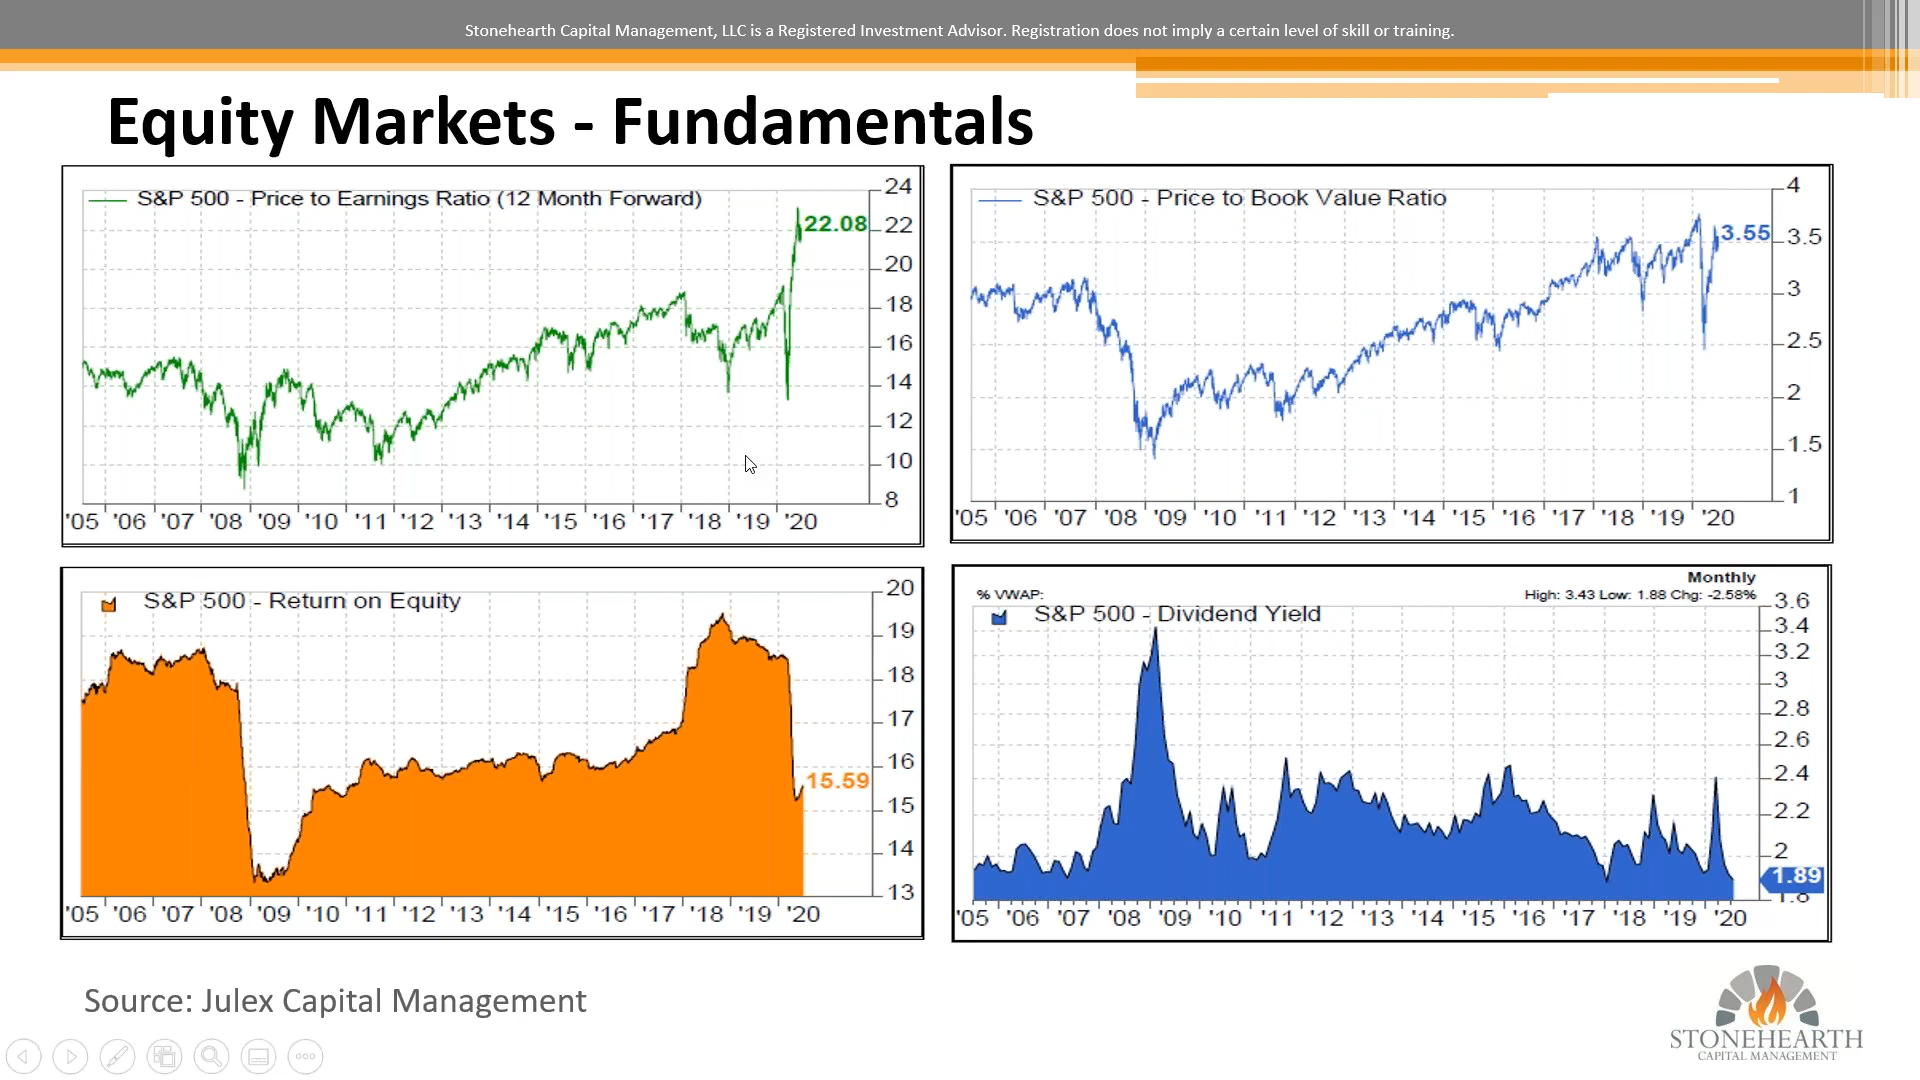 Stonehearth Capital Management, LLC is a Registered Investment Advisor. Registration does not imply a certain level of skill or training.
Equity Markets - Fundamentals
S&P 500 - Price to Earnings Ratio (12 Month Forward)
24
22.08
22
20
18
16
14
12
10
8
'05 '06 '07 '08 '09 '10 '11 '12 '13 '14 '15 '16 '17 '18 '19 '20
S&P 500 - Price to Book Value Ratio
4
3.55
3.5
3
2.5
2
1.5
1
'05 '06 '07 '08 '09 '10 '11 '12 '13 '14 '15 '16 '17 '18 '19 '20
S&P 500 - Return on Equity
20
19
18
17
16
15.59
15
14
13
'05 '06 '07 '08 '09 '10 '11 '12 '13 '14 '15 '16 '17 '18 '19 '20
Monthly
% VWAP:
High: 3.43 Low: 1.88 Chg: -2.58%
S&P 500 - Dividend Yield
3.6
3.4
3.2
3
2.8
2.6
2.4
2.2
2
1.89
1.8
'05 '06 '07 '08 '09 '10 '11 '12 '13 '14 '15 '16 '17 '18 '19 '20
Source: Julex Capital Management
STONEHEARTH
CAPITAL MANAGEMENT